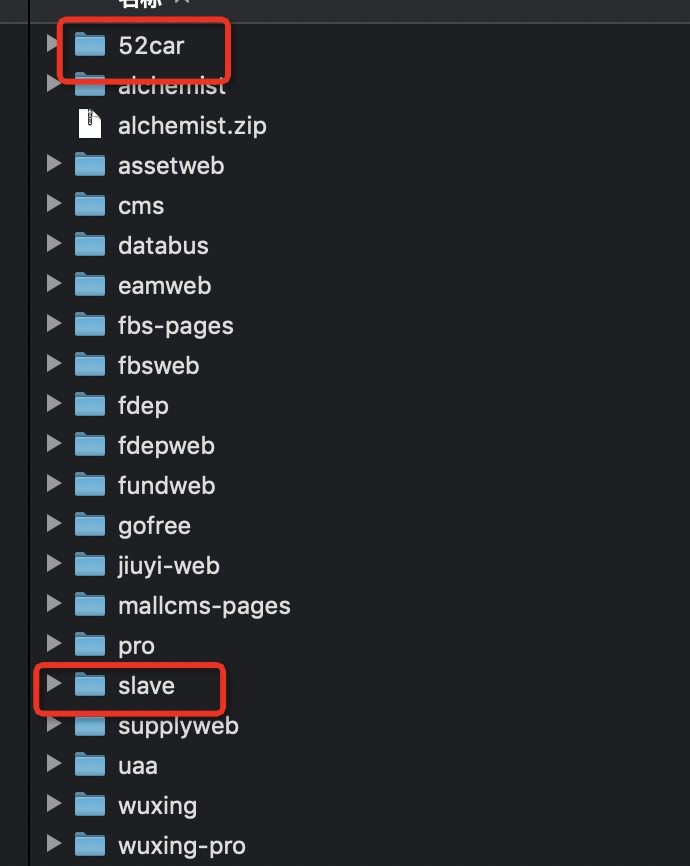 名称
52car
alchemist
alchemist.zip
assetweb
cms
databus
eamweb
fbs-pages
fbsweb
fdep
fdepweb
fundweb
gofree
jiuyi-web
mallcms-pages
pro
slave
supplyweb
uaa
wuxing
wuxing-pro